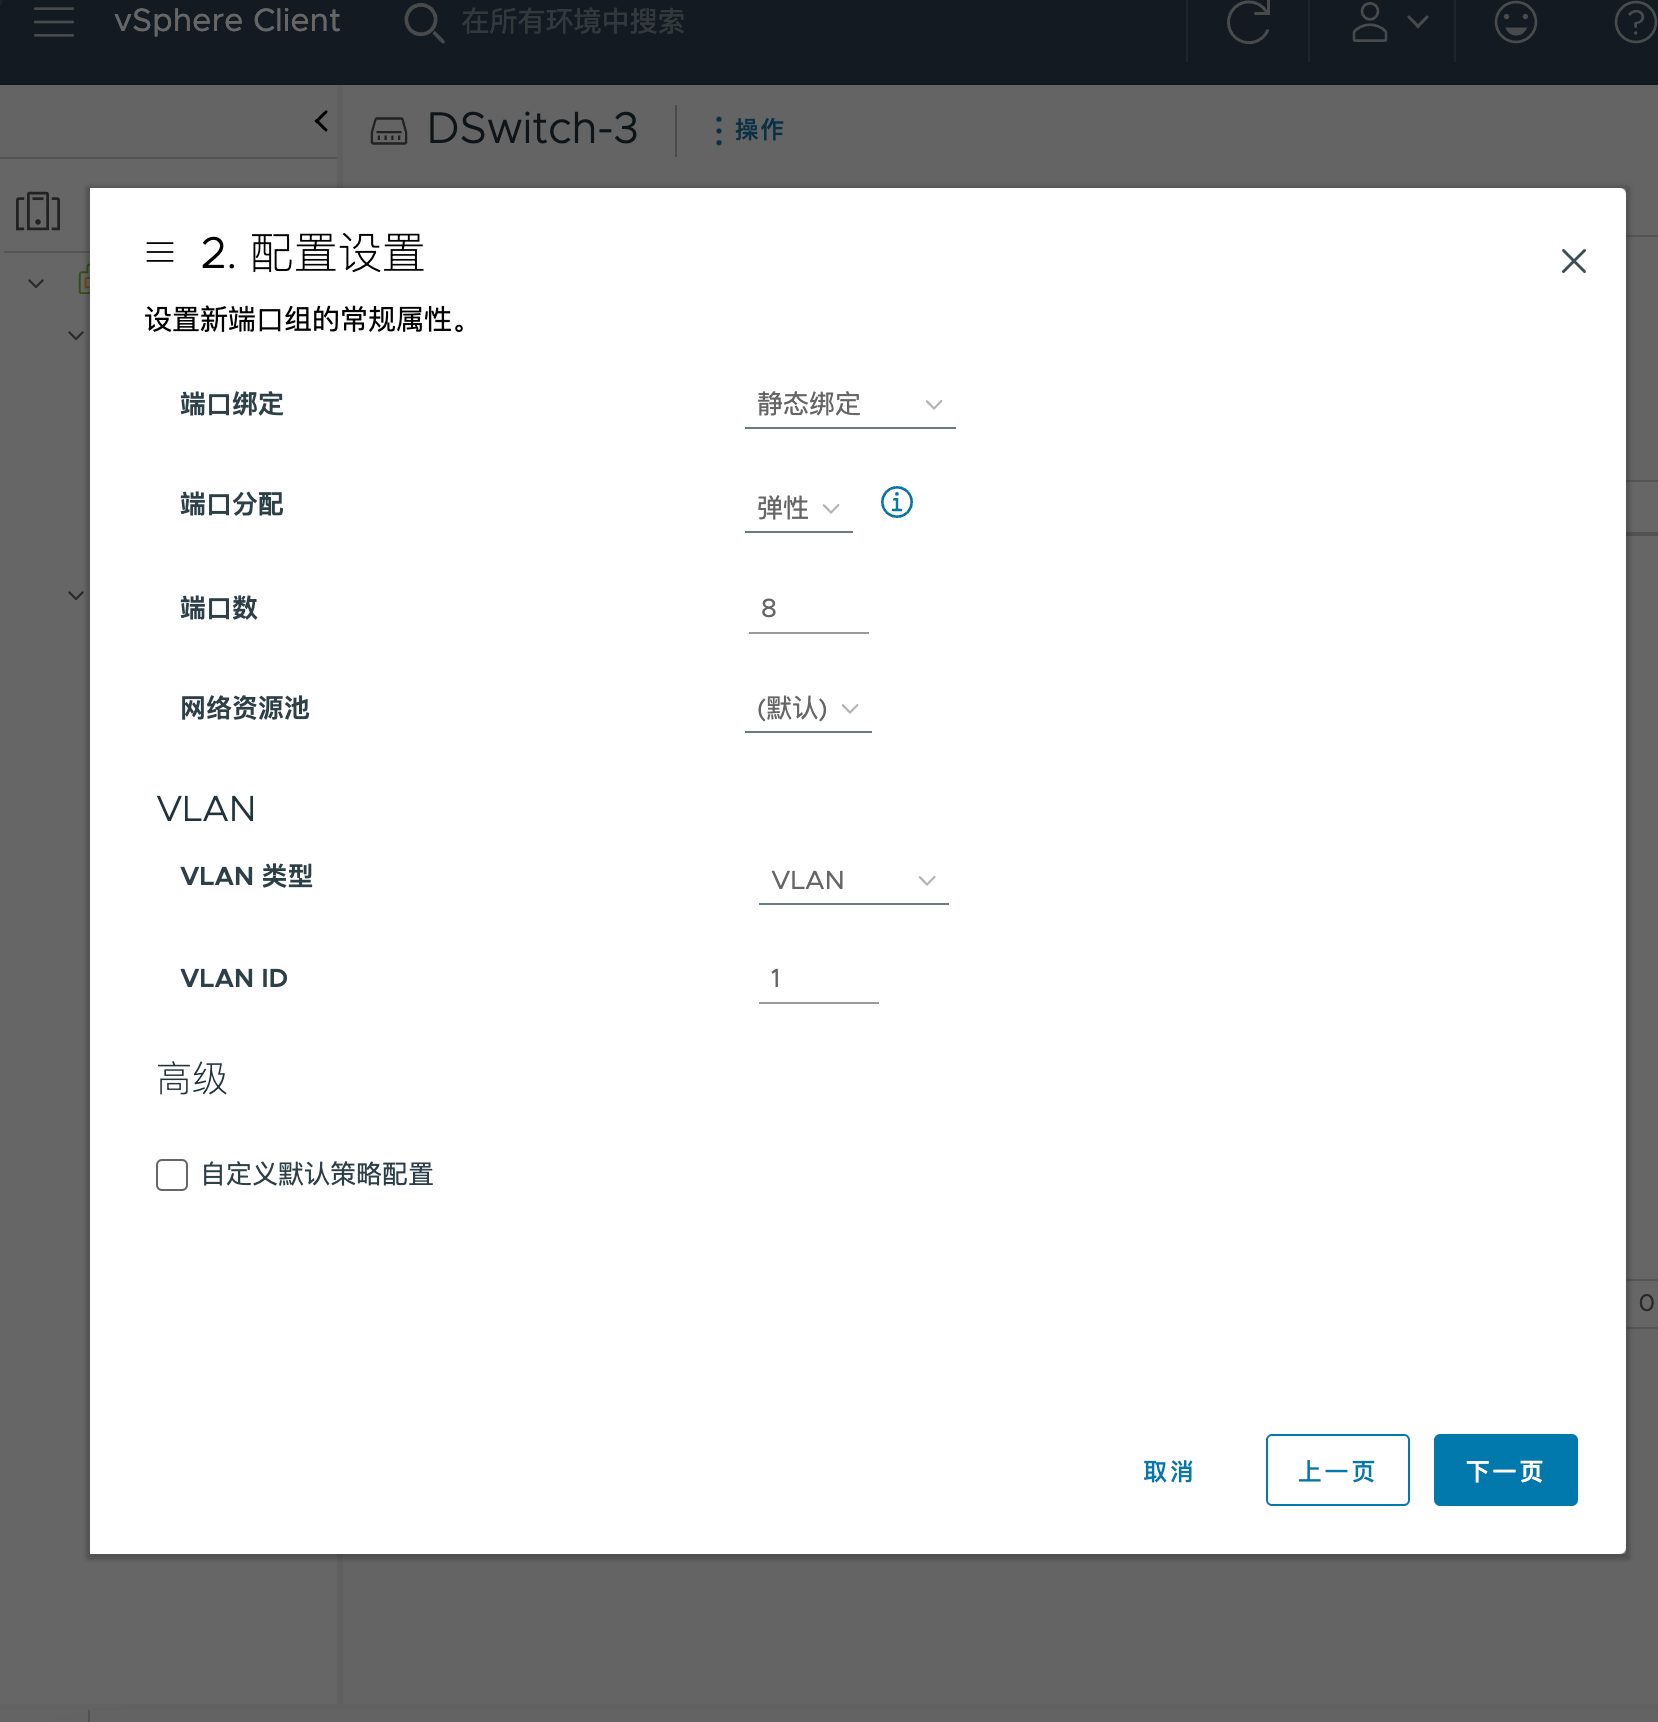 vSphere Client
在所有环境中搜索
DSwitch-3
操作
2. 配置设置
设置新端口组的常规属性。
端口绑定
静态绑定
端口分配
弹性
端口数
8
网络资源池
(默认)
VLAN
VLAN 类型
VLAN
VLAN ID
1
高级
自定义默认策略配置
0
取消
上一页
下一页